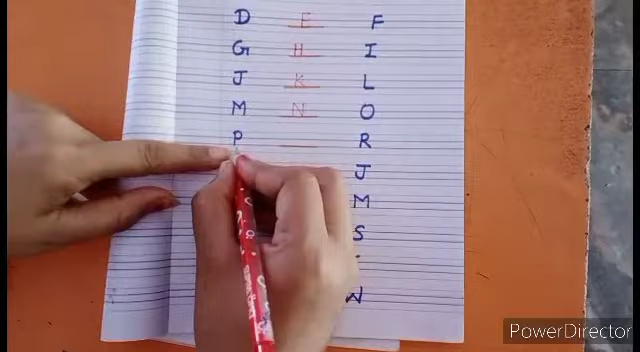 D E F
G H I
J K L
M N O
P R
J
M
S
N
PowerDirector